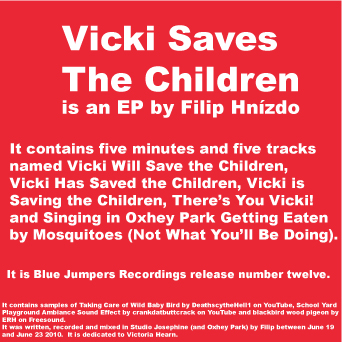 Vicki Saves
The Children
is an EP by Filip Hnízdo
It contains five minutes and five tracks
named Vicki Will Save the Children,
Vicki Has Saved the Children, Vicki is
Saving the Children, There's You Vicki!
and Singing in Oxhey Park Getting Eaten
by Mosquitoes (Not What You'll Be Doing).
It is Blue Jumpers Recordings release number twelve.
It contains samples of Taking Care of Wild Baby Bird by DeathscytheHell1 on YouTube, School Yard
Playground Ambiance Sound Effect by crankdatbuttcrack on YouTube and blackbird wood pigeon by
ERH on Freesound.
It was written, recorded and mixed in Studio Josephine (and Oxhey Park) by Filip between June 19
and June 23 2010.  It is dedicated to Victoria Hearn.